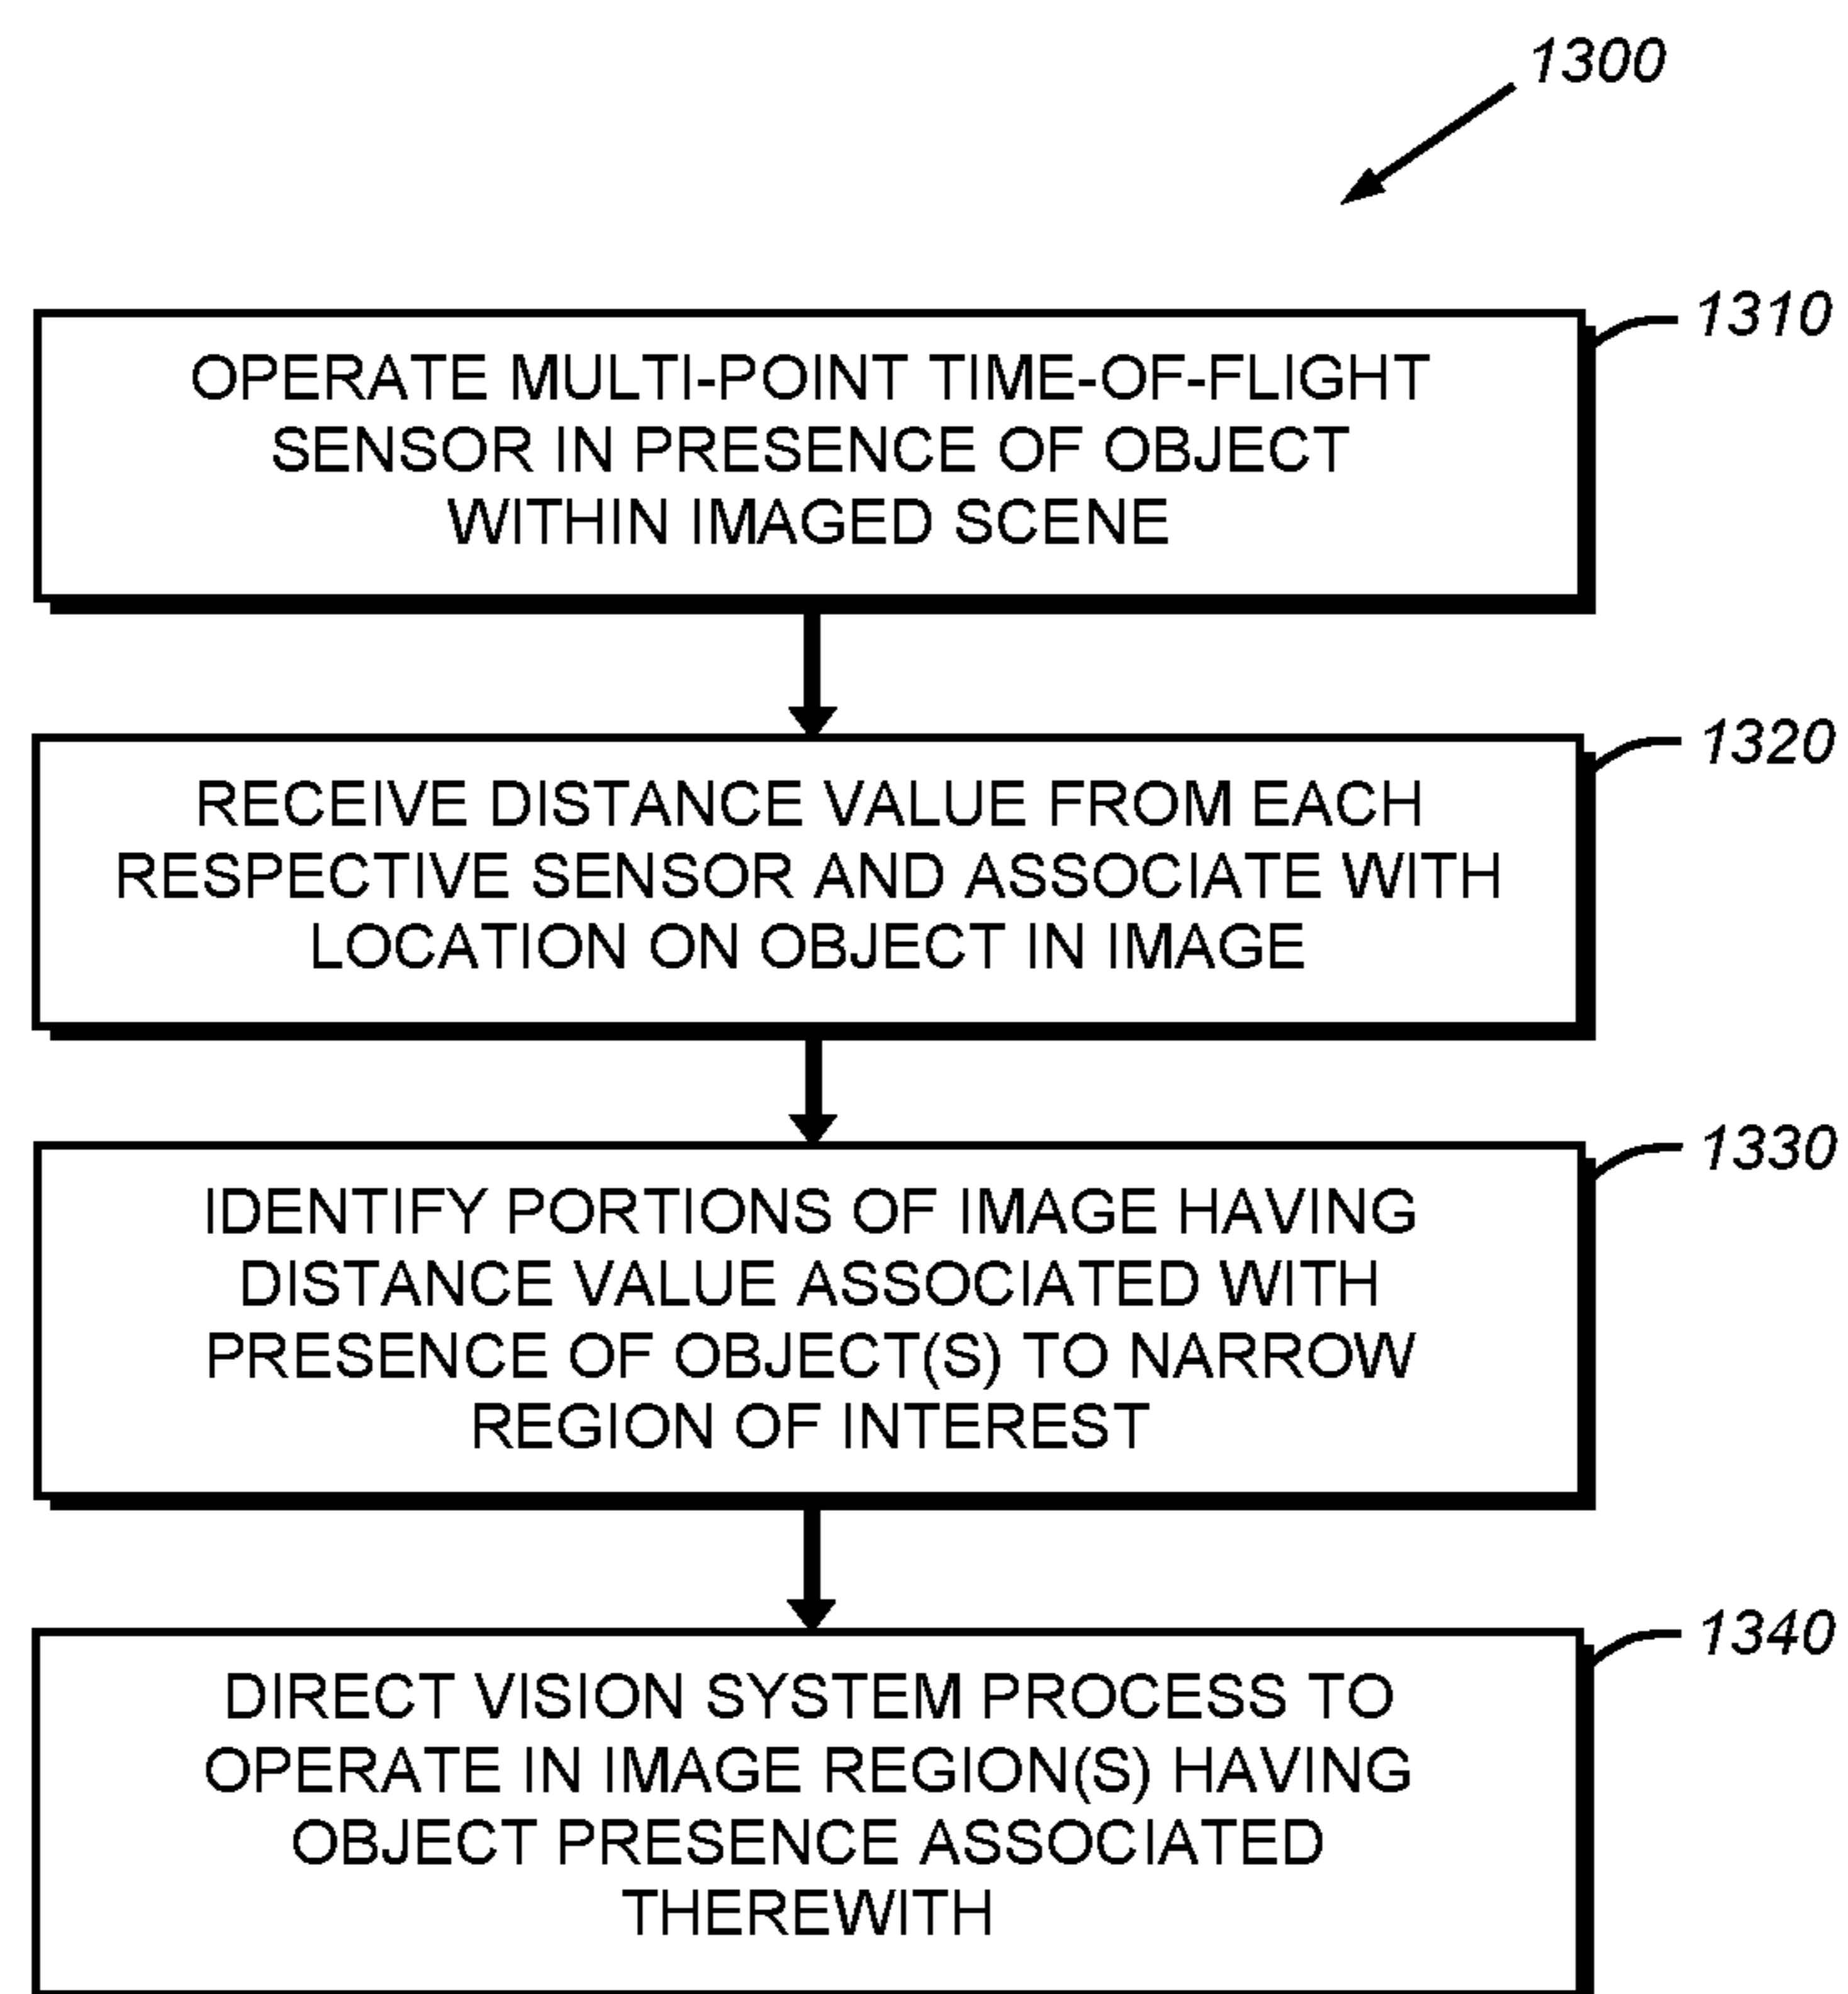 1300
1310
OPERATE MULTI-POINT TIME-OF-FLIGHT
SENSOR IN PRESENCE OF OBJECT
WITHIN IMAGED SCENE
1320
RECEIVE DISTANCE VALUE FROM EACH
RESPECTIVE SENSOR AND ASSOCIATE WITH
LOCATION ON OBJECT IN IMAGE
1330
IDENTIFY PORTIONS OF IMAGE HAVING
DISTANCE VALUE ASSOCIATED WITH
PRESENCE OF OBJECT(S) TO NARROW
REGION OF INTEREST
1340
DIRECT VISION SYSTEM PROCESS TO
OPERATE IN IMAGE REGION(S) HAVING
OBJECT PRESENCE ASSOCIATED
THEREWITH